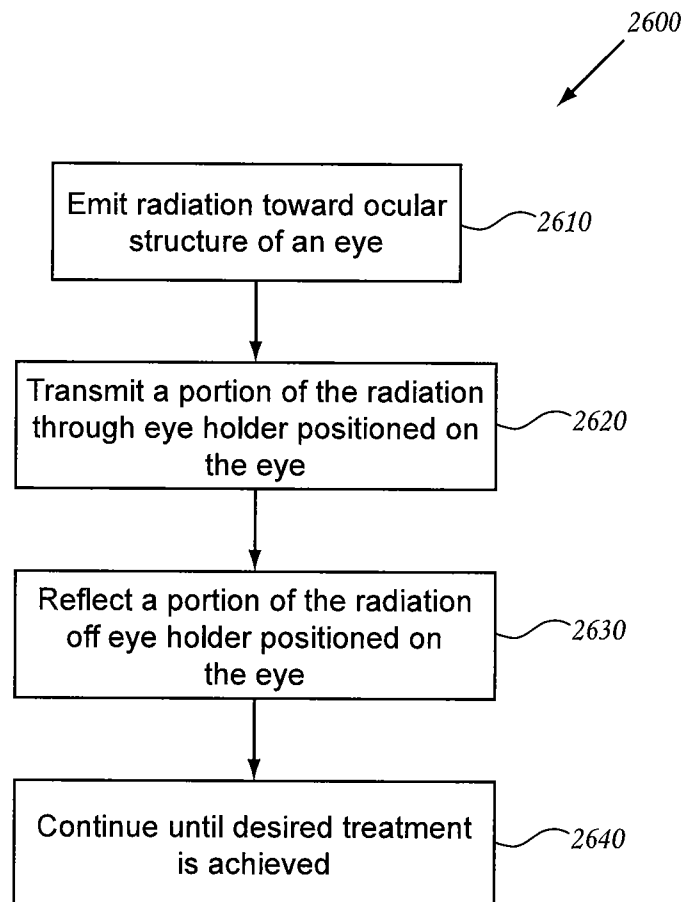 2600
Emit radiation toward ocular
structure of an eye
2610
Transmit a portion of the radiation
through eye holder positioned on
the eye
2620
Reflect a portion of the radiation
off eye holder positioned on
the eye
2630
Continue until desired treatment
is achieved
2640